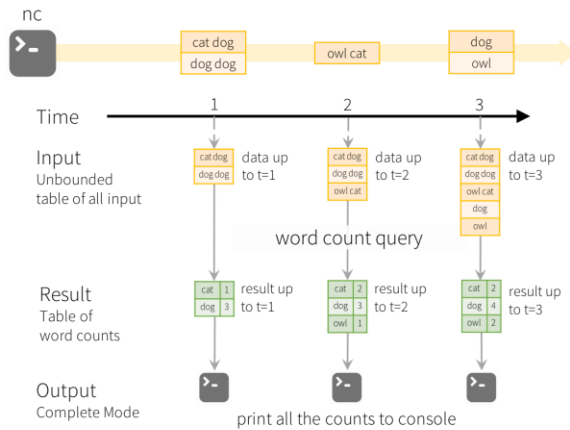 nc
cat dog
dog dog
owl cat
dog
owl
Time
1
2
3
Input
Unbounded
table of all input
cat dog
dog dog
data up
to t=1
cat dog
dog dog
owl cat
data up
to t=2
cat dog
dog dog
owl cat
dog
owl
data up
to t=3
word count query
Result
Table of
word counts
cat 1
dog 3
result up
to t=1
cat 2
dog 3
owl 1
result up
to t=2
cat 2
dog 4
owl 2
result up
to t=3
Output
Complete Mode
print all the counts to console